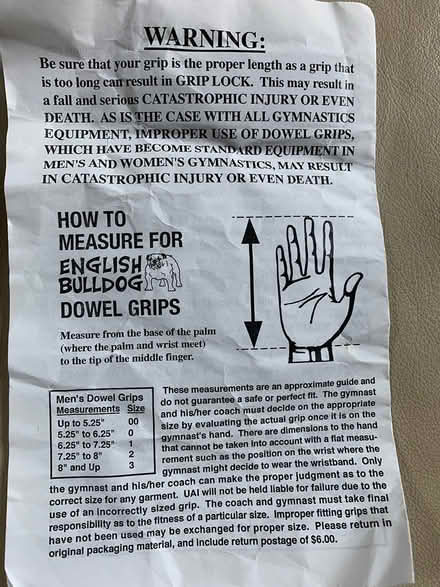 WARNING:
Be sure that your grip is the proper length as a grip that
is too long can result in GRIP LOCK. This may result in
a fall and serious CATASTROPHIC INJURY OR EVEN
DEATH. AS IS THE CASE WITH ALL GYMNASTICS
EQUIPMENT, IMPROPER USE OF DOWEL GRIPS,
WHICH HAVE BECOME STANDARD EQUIPMENT IN
MEN'S AND WOMEN'S GYMNASTICS, MAY RESULT
IN CATASTROPHIC INJURY OR EVEN DEATH.
HOW TO
MEASURE FOR
ENGLISH
BULLDOG
DOWEL GRIPS
Measure from the base of the palm
(where the palm and wrist meet)
to the tip of the middle finger.
Men's Dowel Grips
Measurements Size
Up to 5.25" 00
5.25" to 6.25" 0
6.25" to 7.25" 1
7.25" to 8" 2
8" and Up 3
These measurements are an approximate guide and
do not guarantee a safe or perfect fit. The gymnast
and his/her coach must decide on the appropriate
size by evaluating the actual grip once it is on the
gymnast's hand. There are dimensions to the hand
that cannot be taken into account with a flat measu-
rement such as the position on the wrist where the
gymnast might decide to wear the wristband. Only
the gymnast and his/her coach can make the proper judgment as to the
correct size for any garment. UAI will not be held liable for failure due to the
use of an incorrectly sized grip. The coach and gymnast must take final
responsibility as to the fitness of a particular size. Improper fitting grips that
have not been used may be exchanged for proper size. Please return in
original packaging material, and include return postage of $6.00.